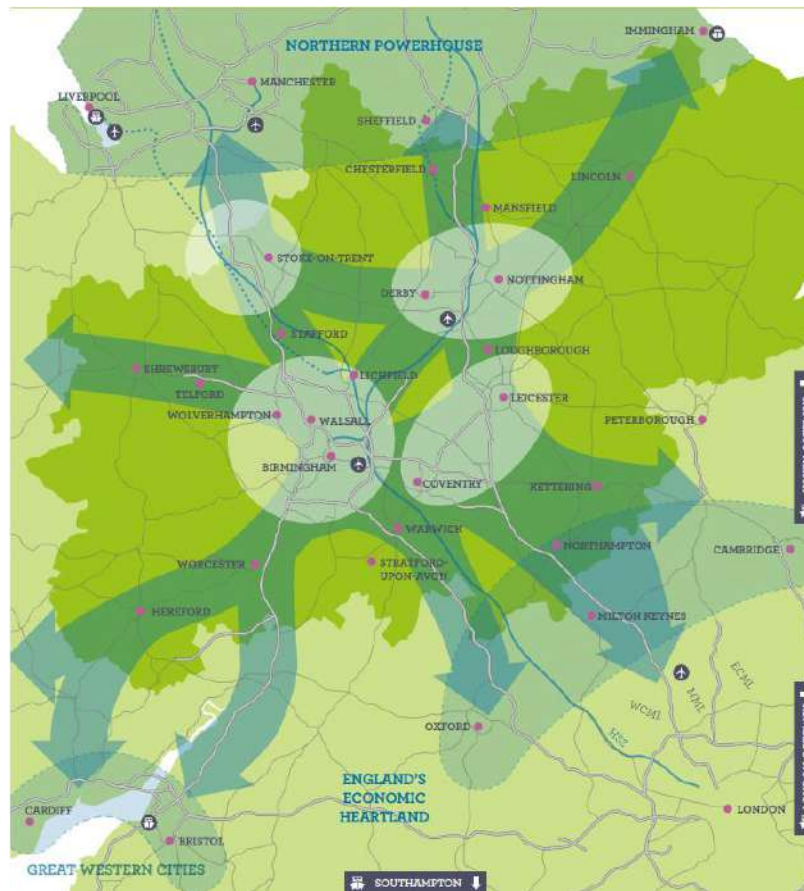 IMMINGHAM
NORTHERN POWERHOUSE
MANCHESTER
LIVERPOOL
SHEFFIELD
CHESTERFIELD
LINCOLN
MANSFIELD
STOKE-ON-TRENT
NOTTINGHAM
DERBY
STAFFORD
LOUGHBOROUGH
SHREWSBURY
LICHFIELD
TELFORD
LEICESTER
WOLVERHAMPTON
WALSALL
PETERBOROUGH
BIRMINGHAM
COVENTRY
KETTERING
WARWICH
NORTHAMPTON
CAMBRIDGE
WORCESTER
STRATFORD-
UPON-AVON
HEREFORD
MILTON KEYNES
ECML
MML
WCML
OXFORD
HS2
ENGLAND'S
ECONOMIC
HEARTLAND
LONDON
CARDIFF
BRISTOL
GREAT WESTERN CITIES
SOUTHAMPTON